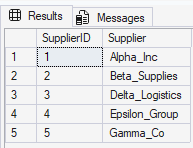 Results Messages
SupplierID Supplier
1 1 Alpha_Inc
2 2 Beta_Supplies
3 3 Delta_Logistics
4 4 Epsilon_Group
5 5 Gamma_Co